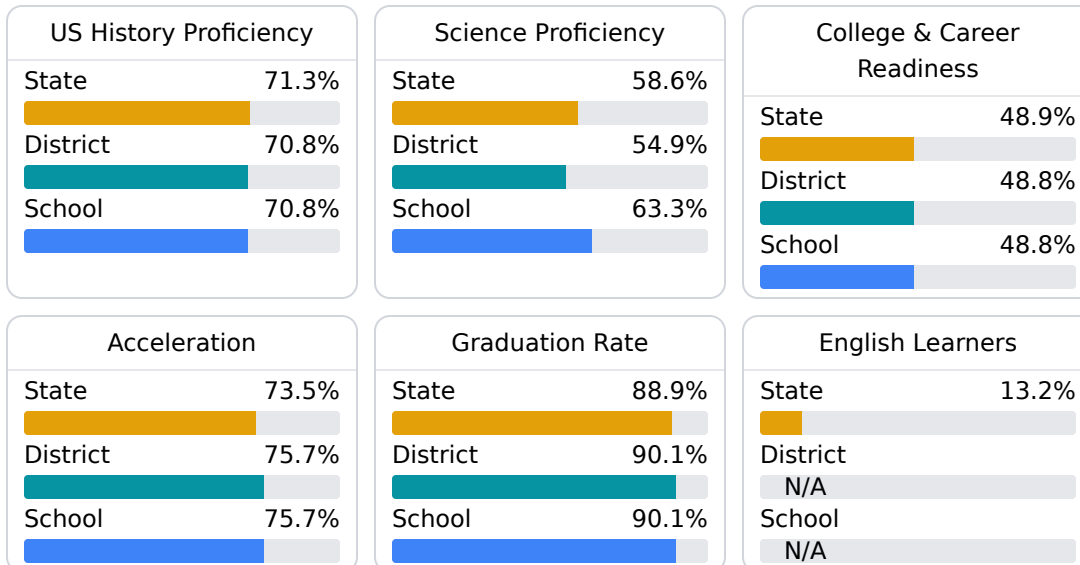 US History Proficiency
State 71.3%
District 70.8%
School 70.8%
Science Proficiency
State 58.6%
District 54.9%
School 63.3%
College & Career
Readiness
State 48.9%
District 48.8%
School 48.8%
Acceleration
State 73.5%
District 75.7%
School 75.7%
Graduation Rate
State 88.9%
District 90.1%
School 90.1%
English Learners
State 13.2%
District
N/A
School
N/A